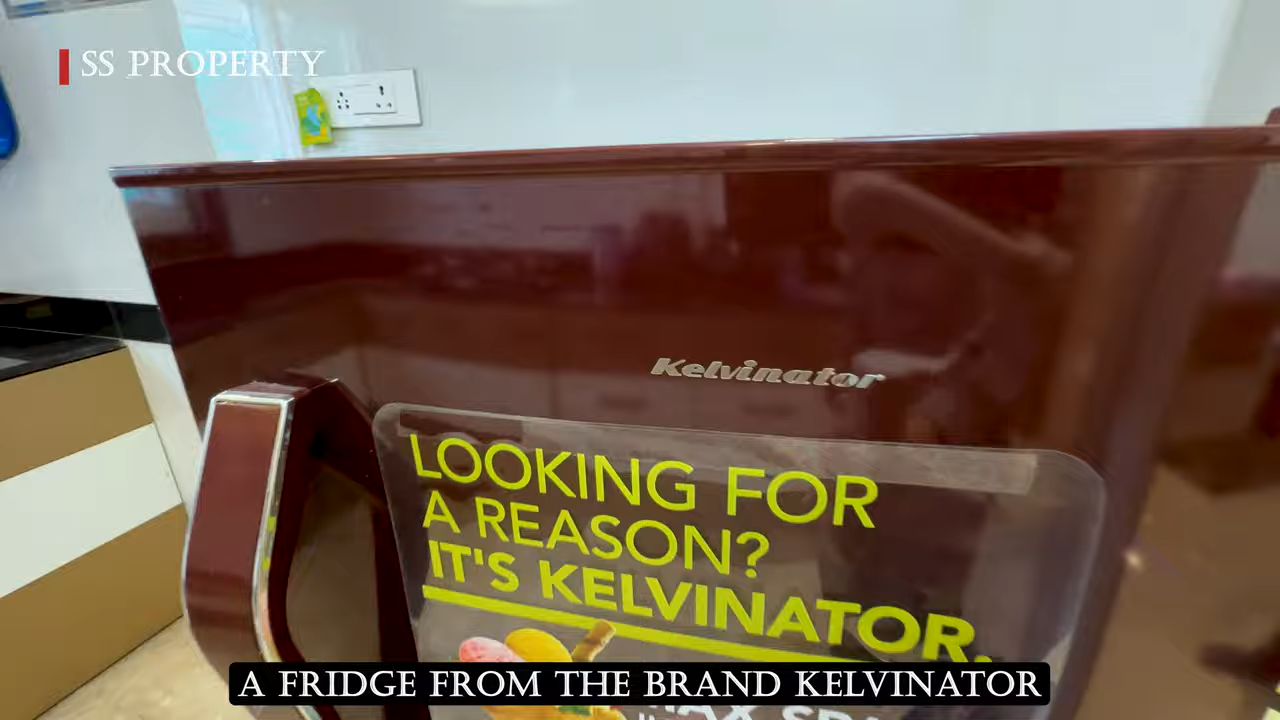 SS PROPERTY
Kelvinator
LOOKING FOR
A REASON?
IT'S KELVINATOR.
A FRIDGE FROM THE BRAND KELVINATOR